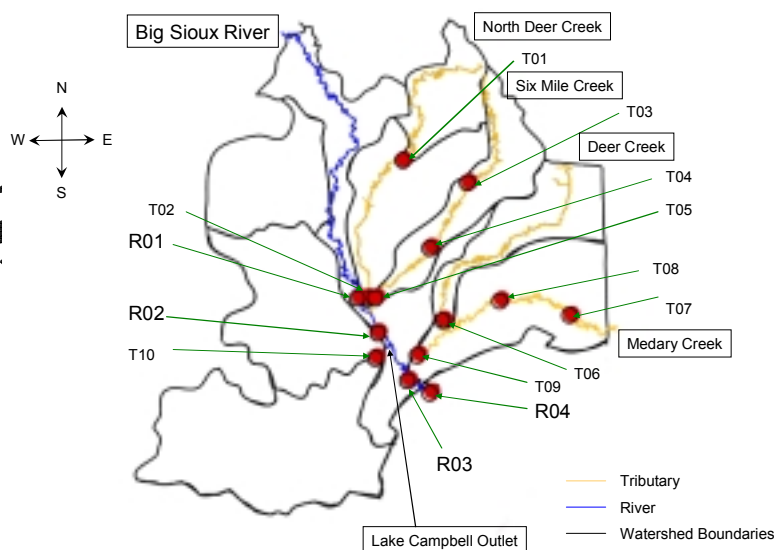 North Deer Creek
Big Sioux River
T01
Six Mile Creek
N
T03
W
E
Deer Creek
S
T04
T02
T05
R01
T08
R02
T07
T10
Medary Creek
T06
T09
R04
R03
Tributary
River
Lake Campbell Outlet
Watershed Boundaries